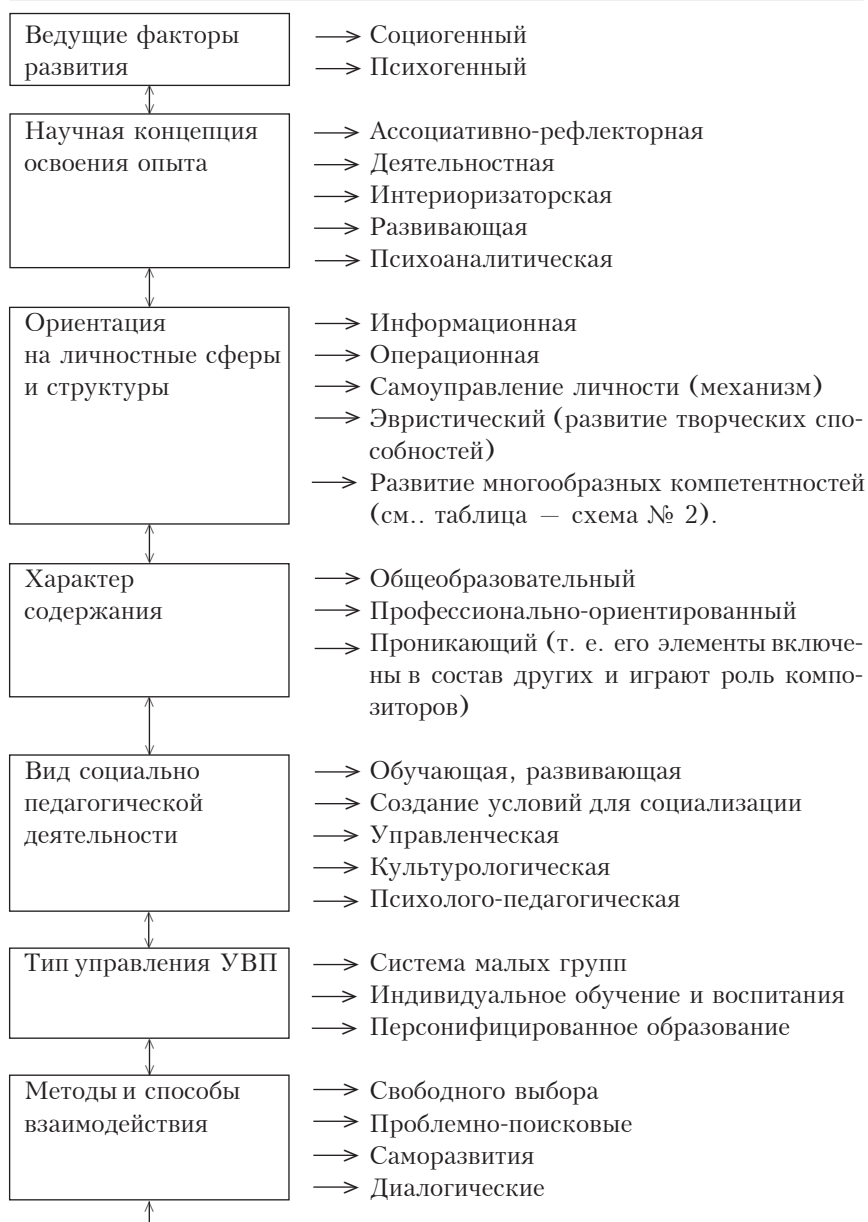 Ведущие факторы
развития
Социогенный
Психогенный
Научная концепция
освоения опыта
Ассоциативно-рефлекторная
Деятельностная
Интериоризаторская
Развивающая
Психоаналитическая
Ориентация
на личностные сферы
и структуры
Информационная
Операционная
Самоуправление личности (механизм)
Эвристический (развитие творческих спо-
собностей)
Развитие многообразных компетентностей
(см.. таблица — схема № 2).
Характер
содержания
Общеобразовательный
Профессионально-ориентированный
Проникающий (т. е. его элементы включе-
ны в состав других и играют роль компо-
зиторов)
Вид социально
педагогической
деятельности
Обучающая, развивающая
Создание условий для социализации
Управленческая
Культурологическая
Психолого-педагогическая
Тип управления УВП
Система малых групп
Индивидуальное обучение и воспитания
Персонифицированное образование
Методы и способы
взаимодействия
Свободного выбора
Проблемно-поисковые
Саморазвития
Диалогические